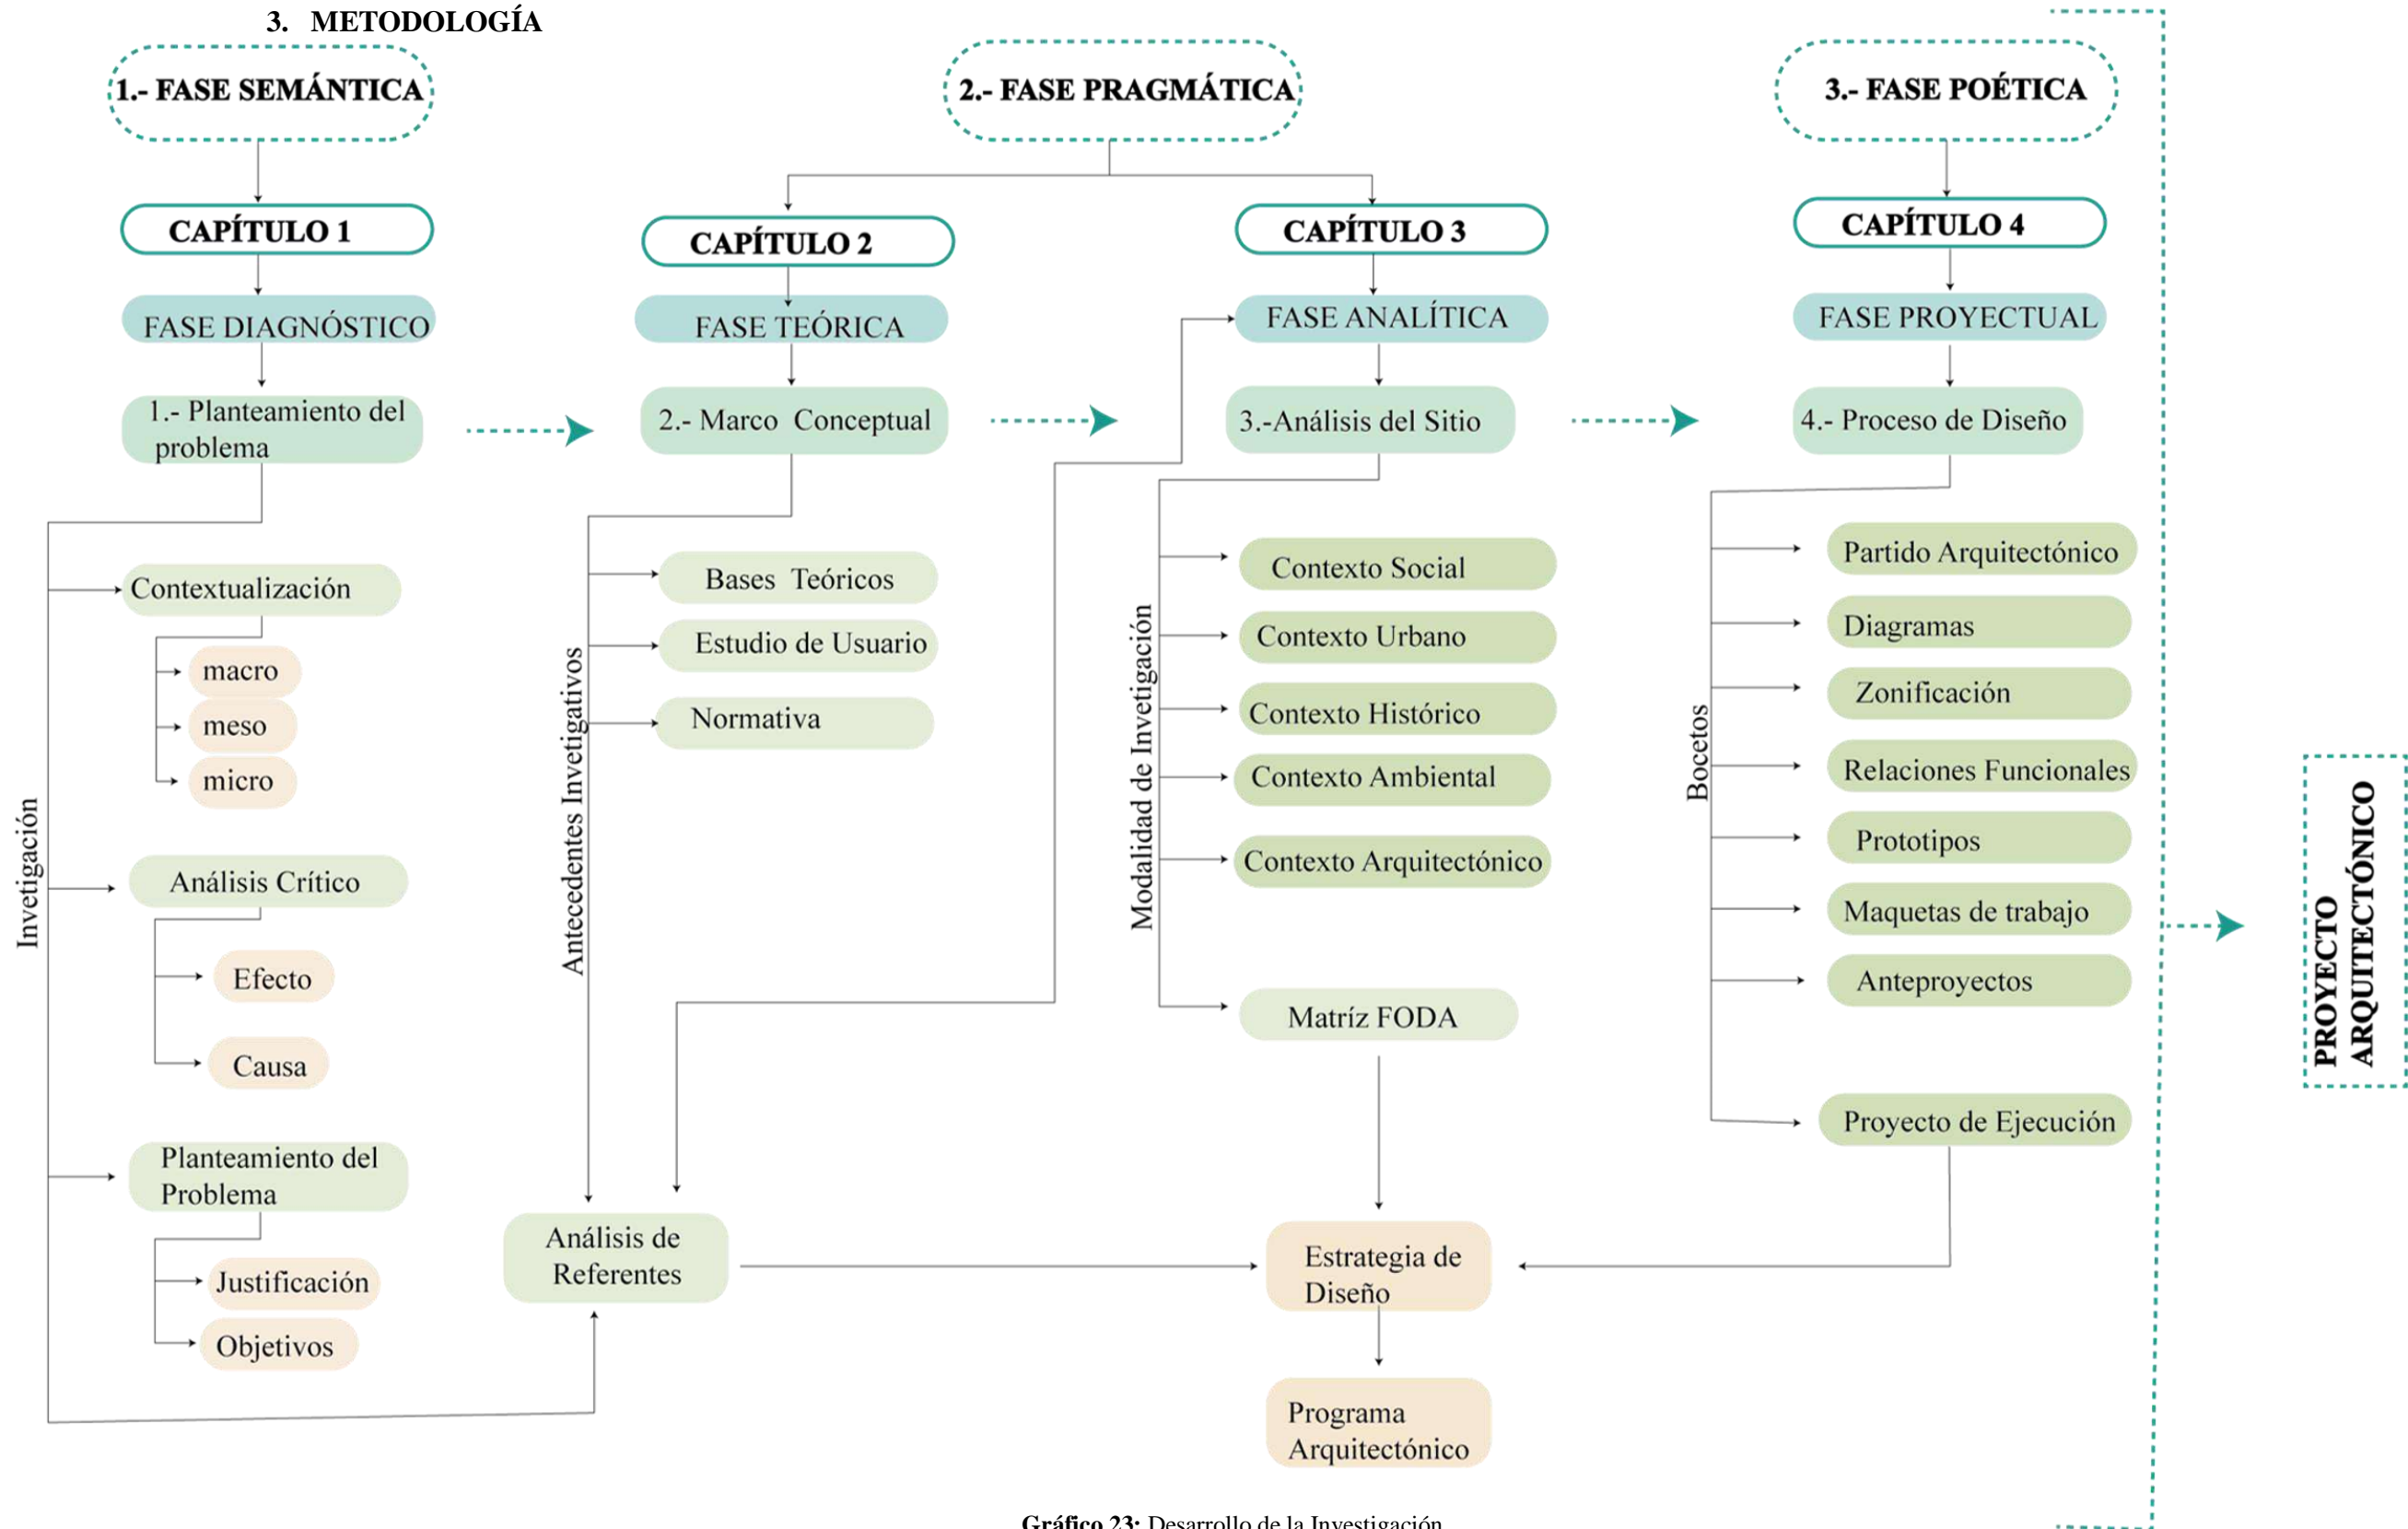 3. METODOLOGÍA
1.- FASE SEMÁNTICA
2.- FASE PRAGMÁTICA
3.- FASE POÉTICA
CAPÍTULO 1
CAPÍTULO 2
CAPÍTULO 3
CAPÍTULO 4
FASE DIAGNÓSTICO
FASE TEÓRICA
FASE ANALÍTICA
FASE PROYECTUAL
1.- Planteamiento del
problema
2.- Marco Conceptual
3.-Análisis del Sitio
4.- Proceso de Diseño
Invetigación
Contextualización
macro
meso
micro
Análisis Crítico
Efecto
Causa
Planteamiento del
Problema
Justificación
Objetivos
Antecedentes Invetigativos
Bases Teóricos
Estudio de Usuario
Normativa
Análisis de
Referentes
Modalidad de Invetigación
Contexto Social
Contexto Urbano
Contexto Histórico
Contexto Ambiental
Contexto Arquitectónico
Matríz FODA
Estrategia de
Diseño
Programa
Arquitectónico
Bocetos
Partido Arquitectónico
Diagramas
Zonificación
Relaciones Funcionales
Prototipos
Maquetas de trabajo
Anteproyectos
Proyecto de Ejecución
PROYECTO
ARQUITECTÓNICO
Gráfico 23: Desarrollo de la Investigación